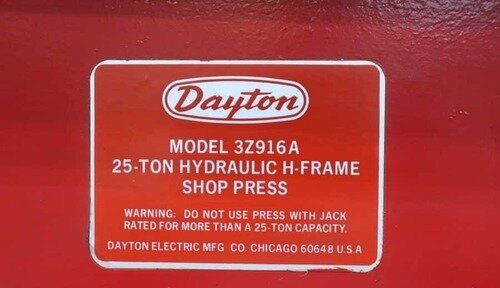 Dayton
MODEL 3Z916A
25-TON HYDRAULIC H-FRAME
SHOP PRESS
WARNING: DO NOT USE PRESS WITH JACK
RATED FOR MORE THAN A 25-TON CAPACITY.
DAYTON ELECTRIC MFG CO. CHICAGO 60648 U.S.A